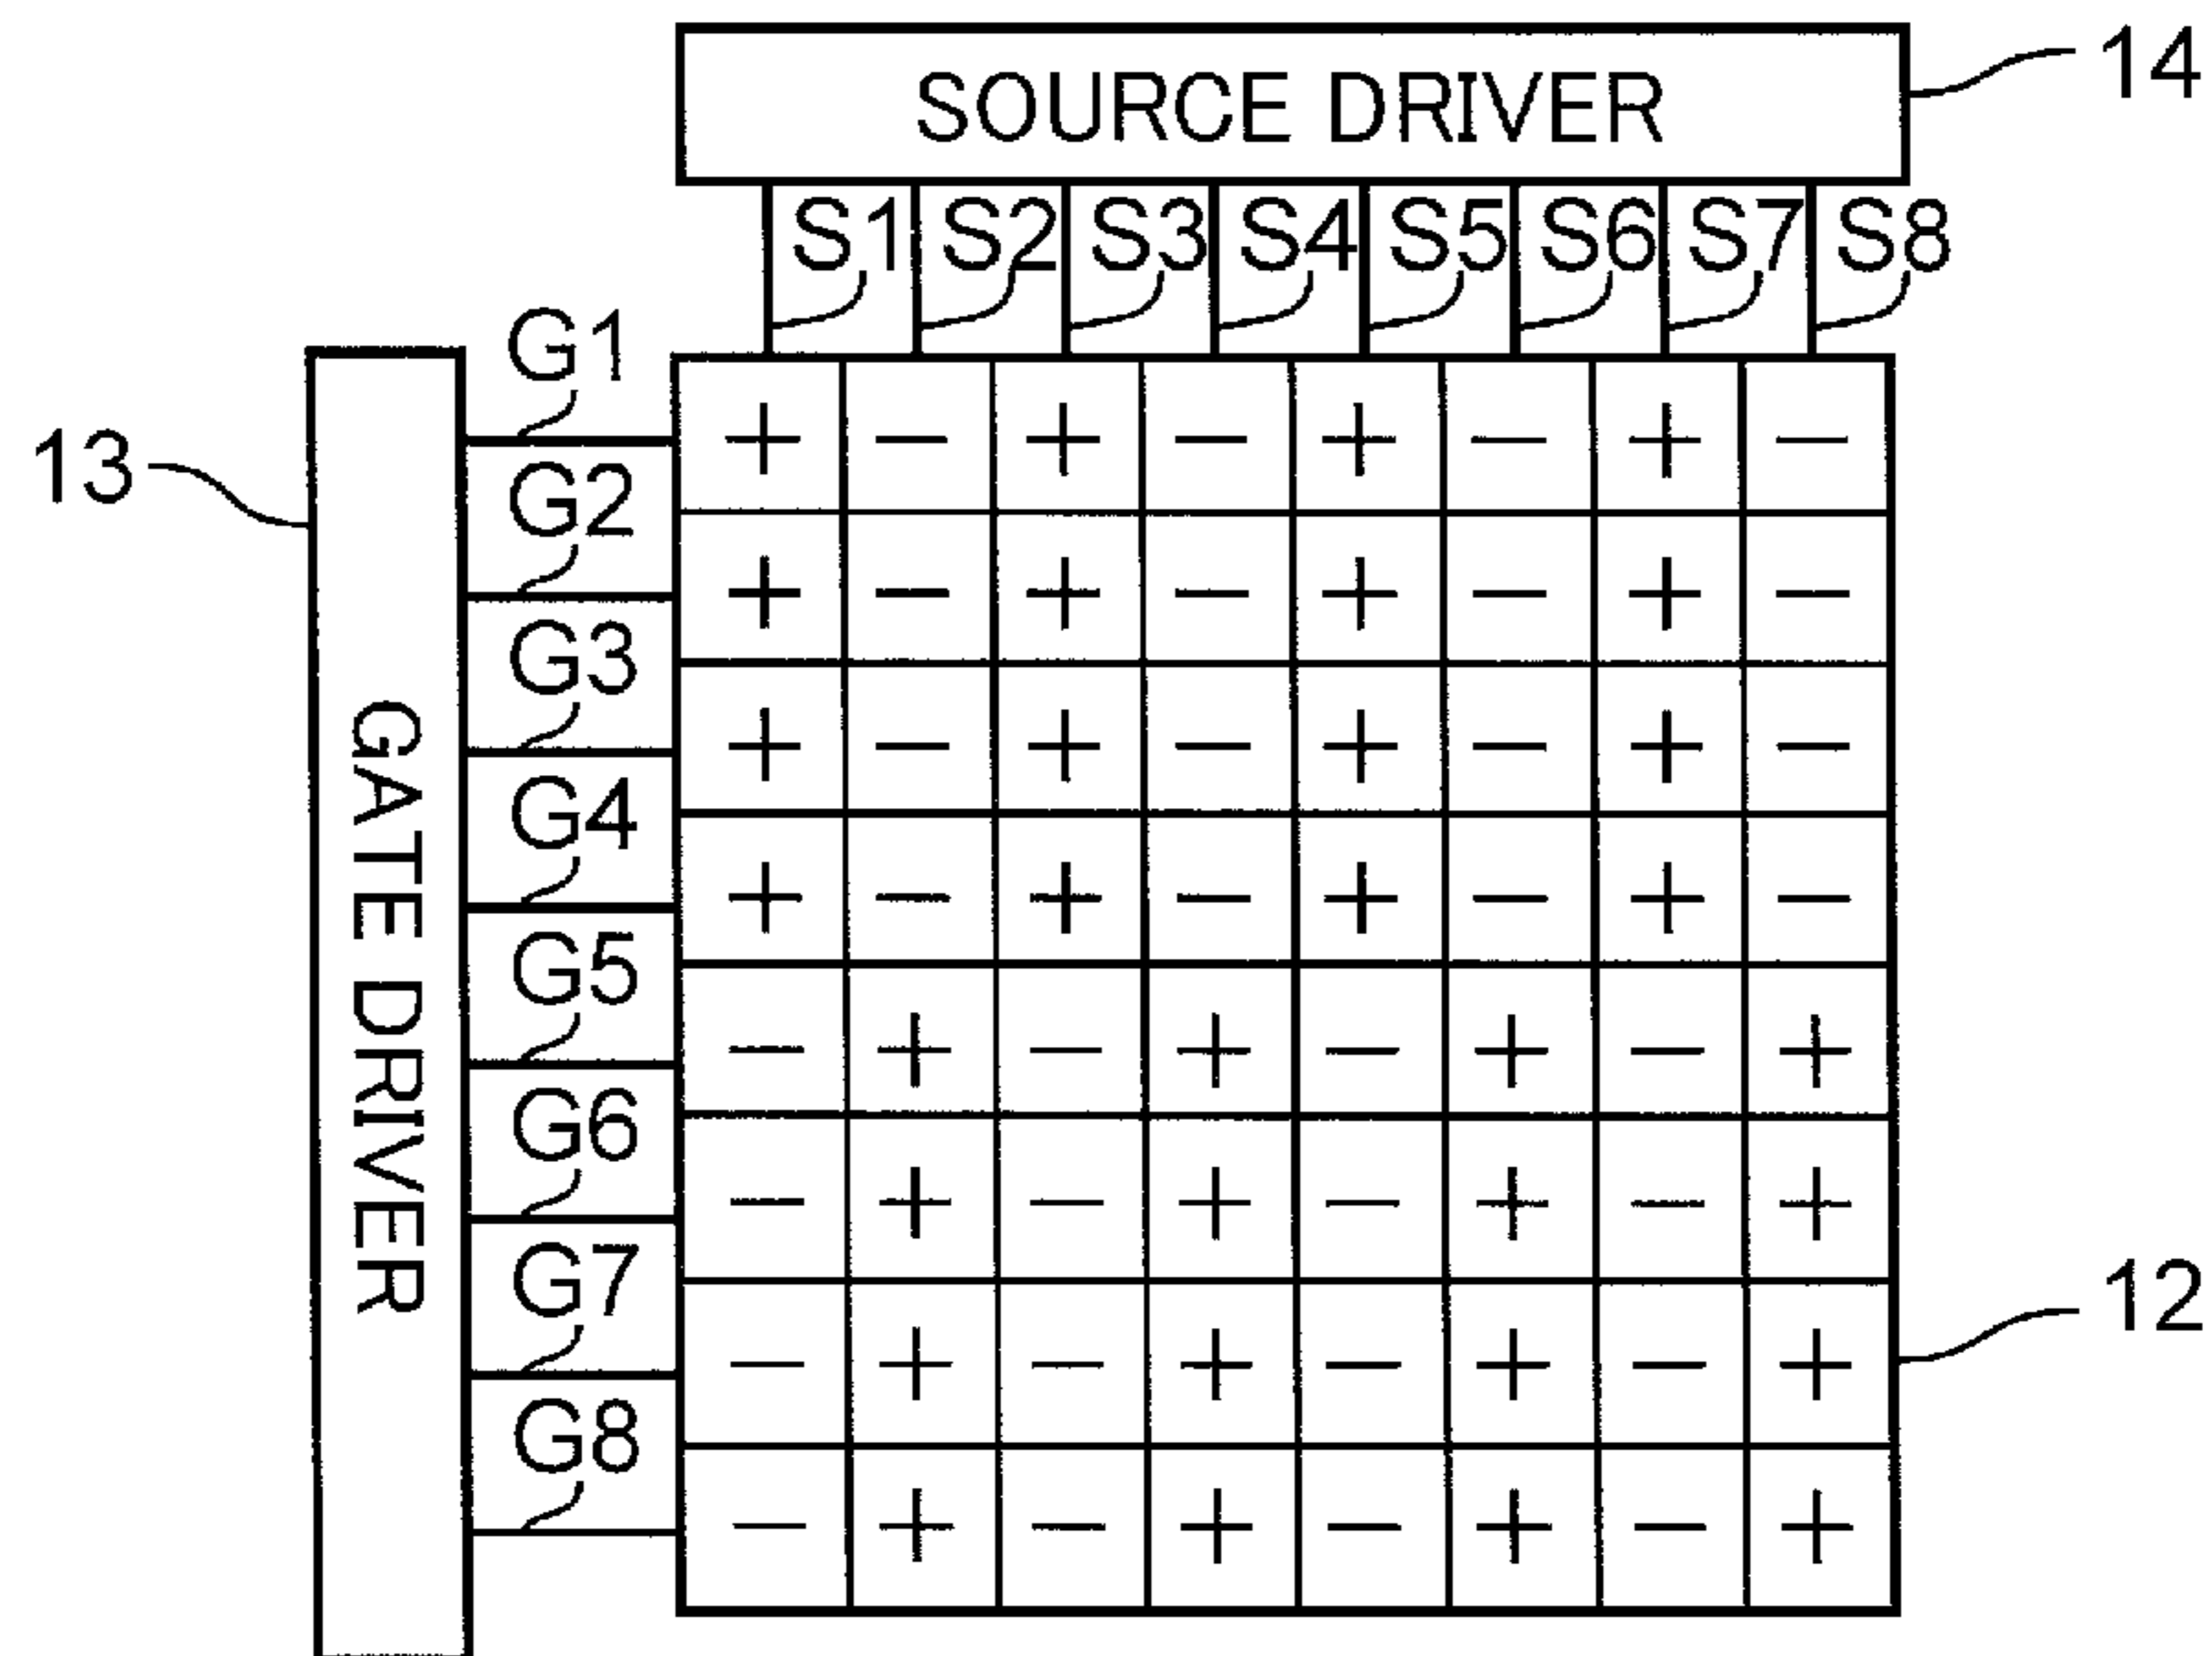 SOURCE DRIVER
14
S1 S2 S3 S4 S5 S6 S7 S8
G1
G2
G3
G4
G5
G6
G7
G8
13
GATE DRIVER
+ − + − + − + −
+ − + − + − + −
+ − + − + − + −
+ − + − + − + −
− + − + − + − +
− + − + − + − +
− + − + − + − +
− + − + − + − +
12